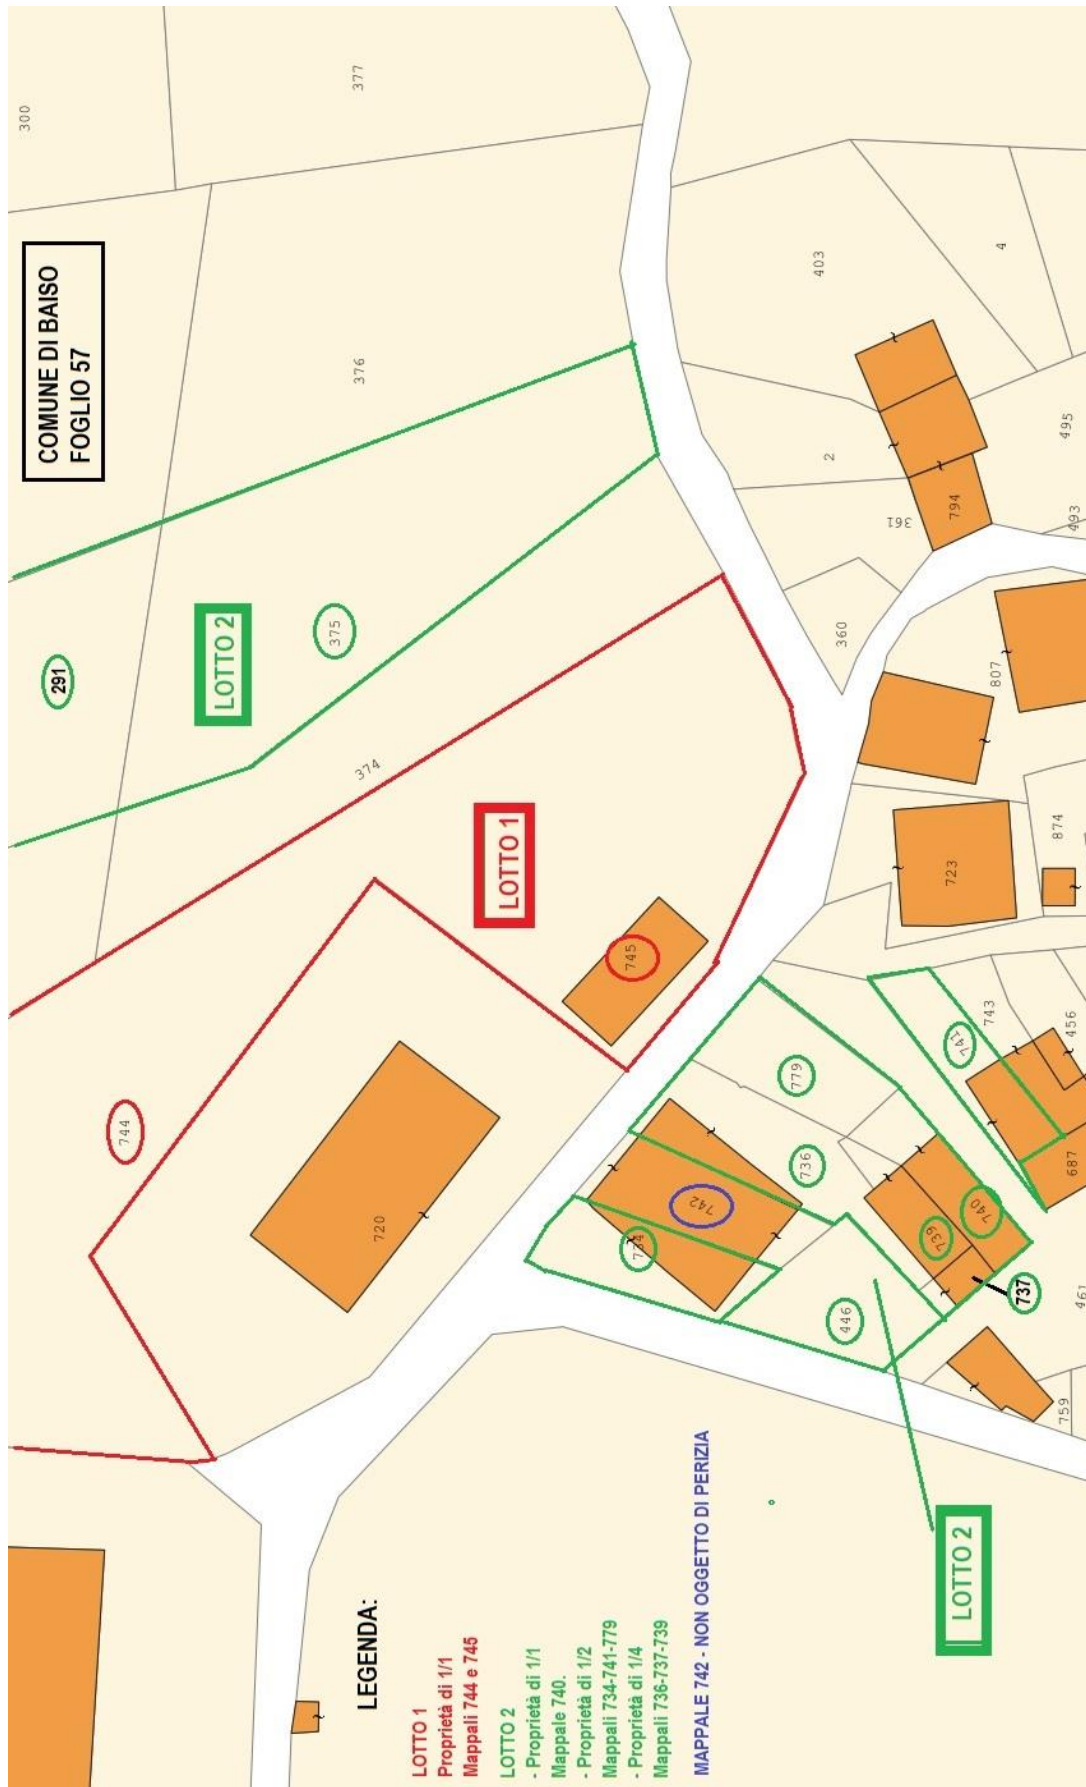 COMUNE DI BAISO
FOGLIO 57
300
377
376
403
4
2
495
493
361
794
291
LOTTO 2
375
360
807
374
LOTTO 1
745
723
874
744
720
779
741
743
456
736
742
687
734
739
740
446
737
461
759
LOTTO 2
LEGENDA:
LOTTO 1
Proprietà di 1/1
Mappali 744 e 745
LOTTO 2
- Proprietà di 1/1
Mappale 740.
- Proprietà di 1/2
Mappali 734-741-779
- Proprietà di 1/4
Mappali 736-737-739
MAPPALE 742 - NON OGGETTO DI PERIZIA